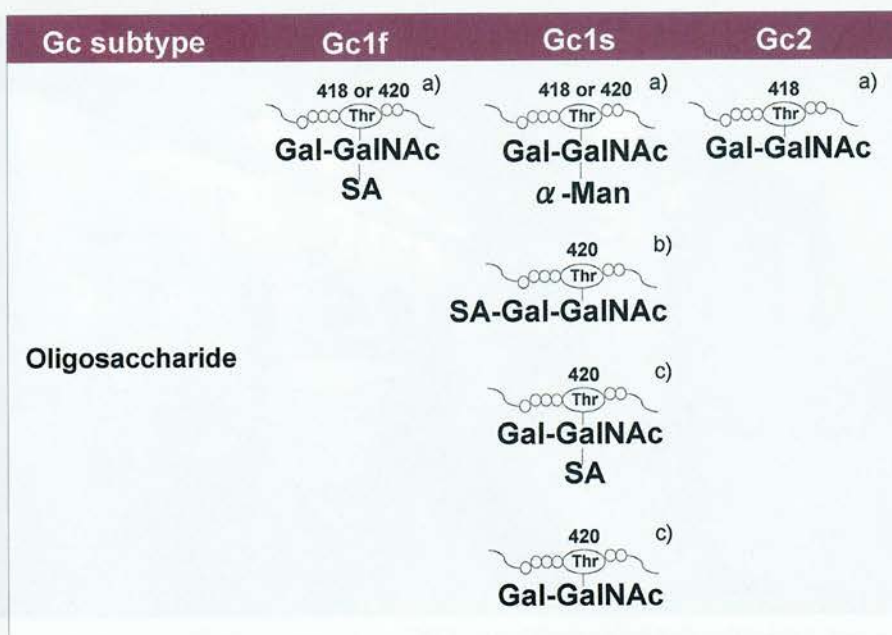 Gc subtype Gc1f Gc1s Gc2
418 or 420 a) 418 or 420 a) 418 a)
Thr Thr Thr
Gal-GalNAc Gal-GalNAc Gal-GalNAc
SA α-Man
420 b)
Thr
SA-Gal-GalNAc
Oligosaccharide
420 c)
Thr
Gal-GalNAc
SA
420 c)
Thr
Gal-GalNAc